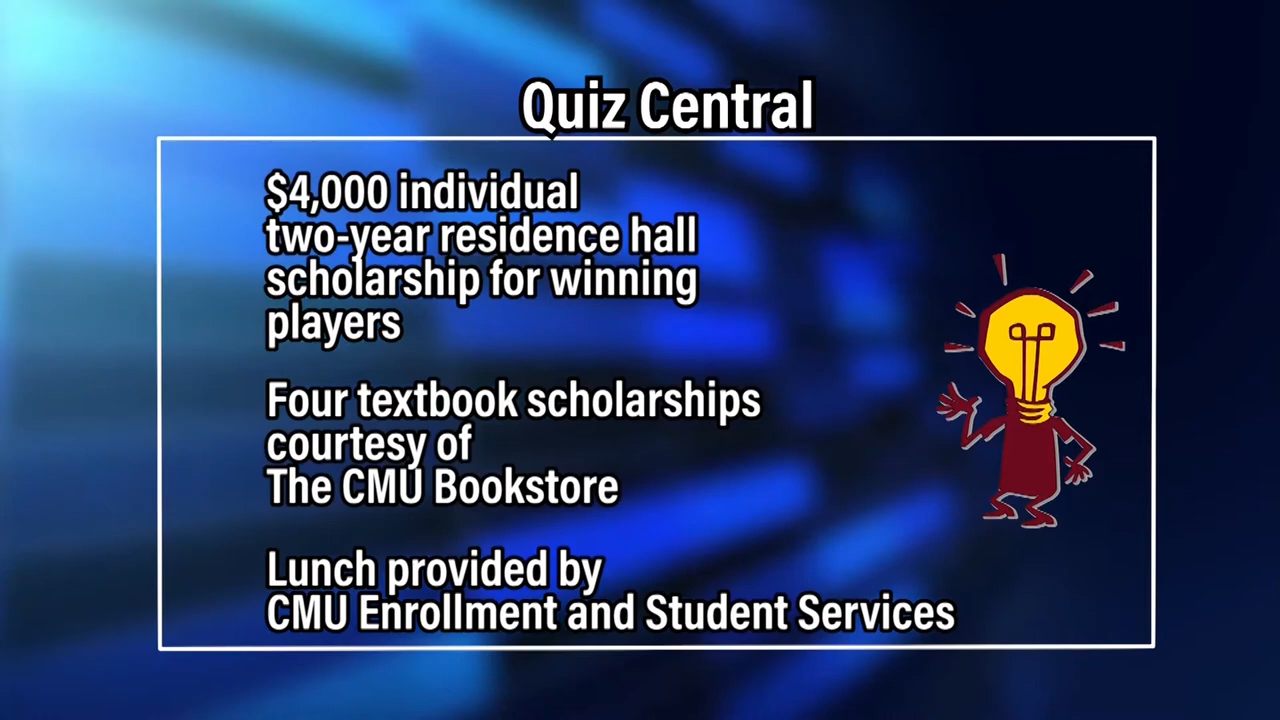 Quiz Central
$4,000 individual
two-year residence hall
scholarship for winning
players
Four textbook scholarships
courtesy of
The CMU Bookstore
Lunch provided by
CMU Enrollment and Student Services